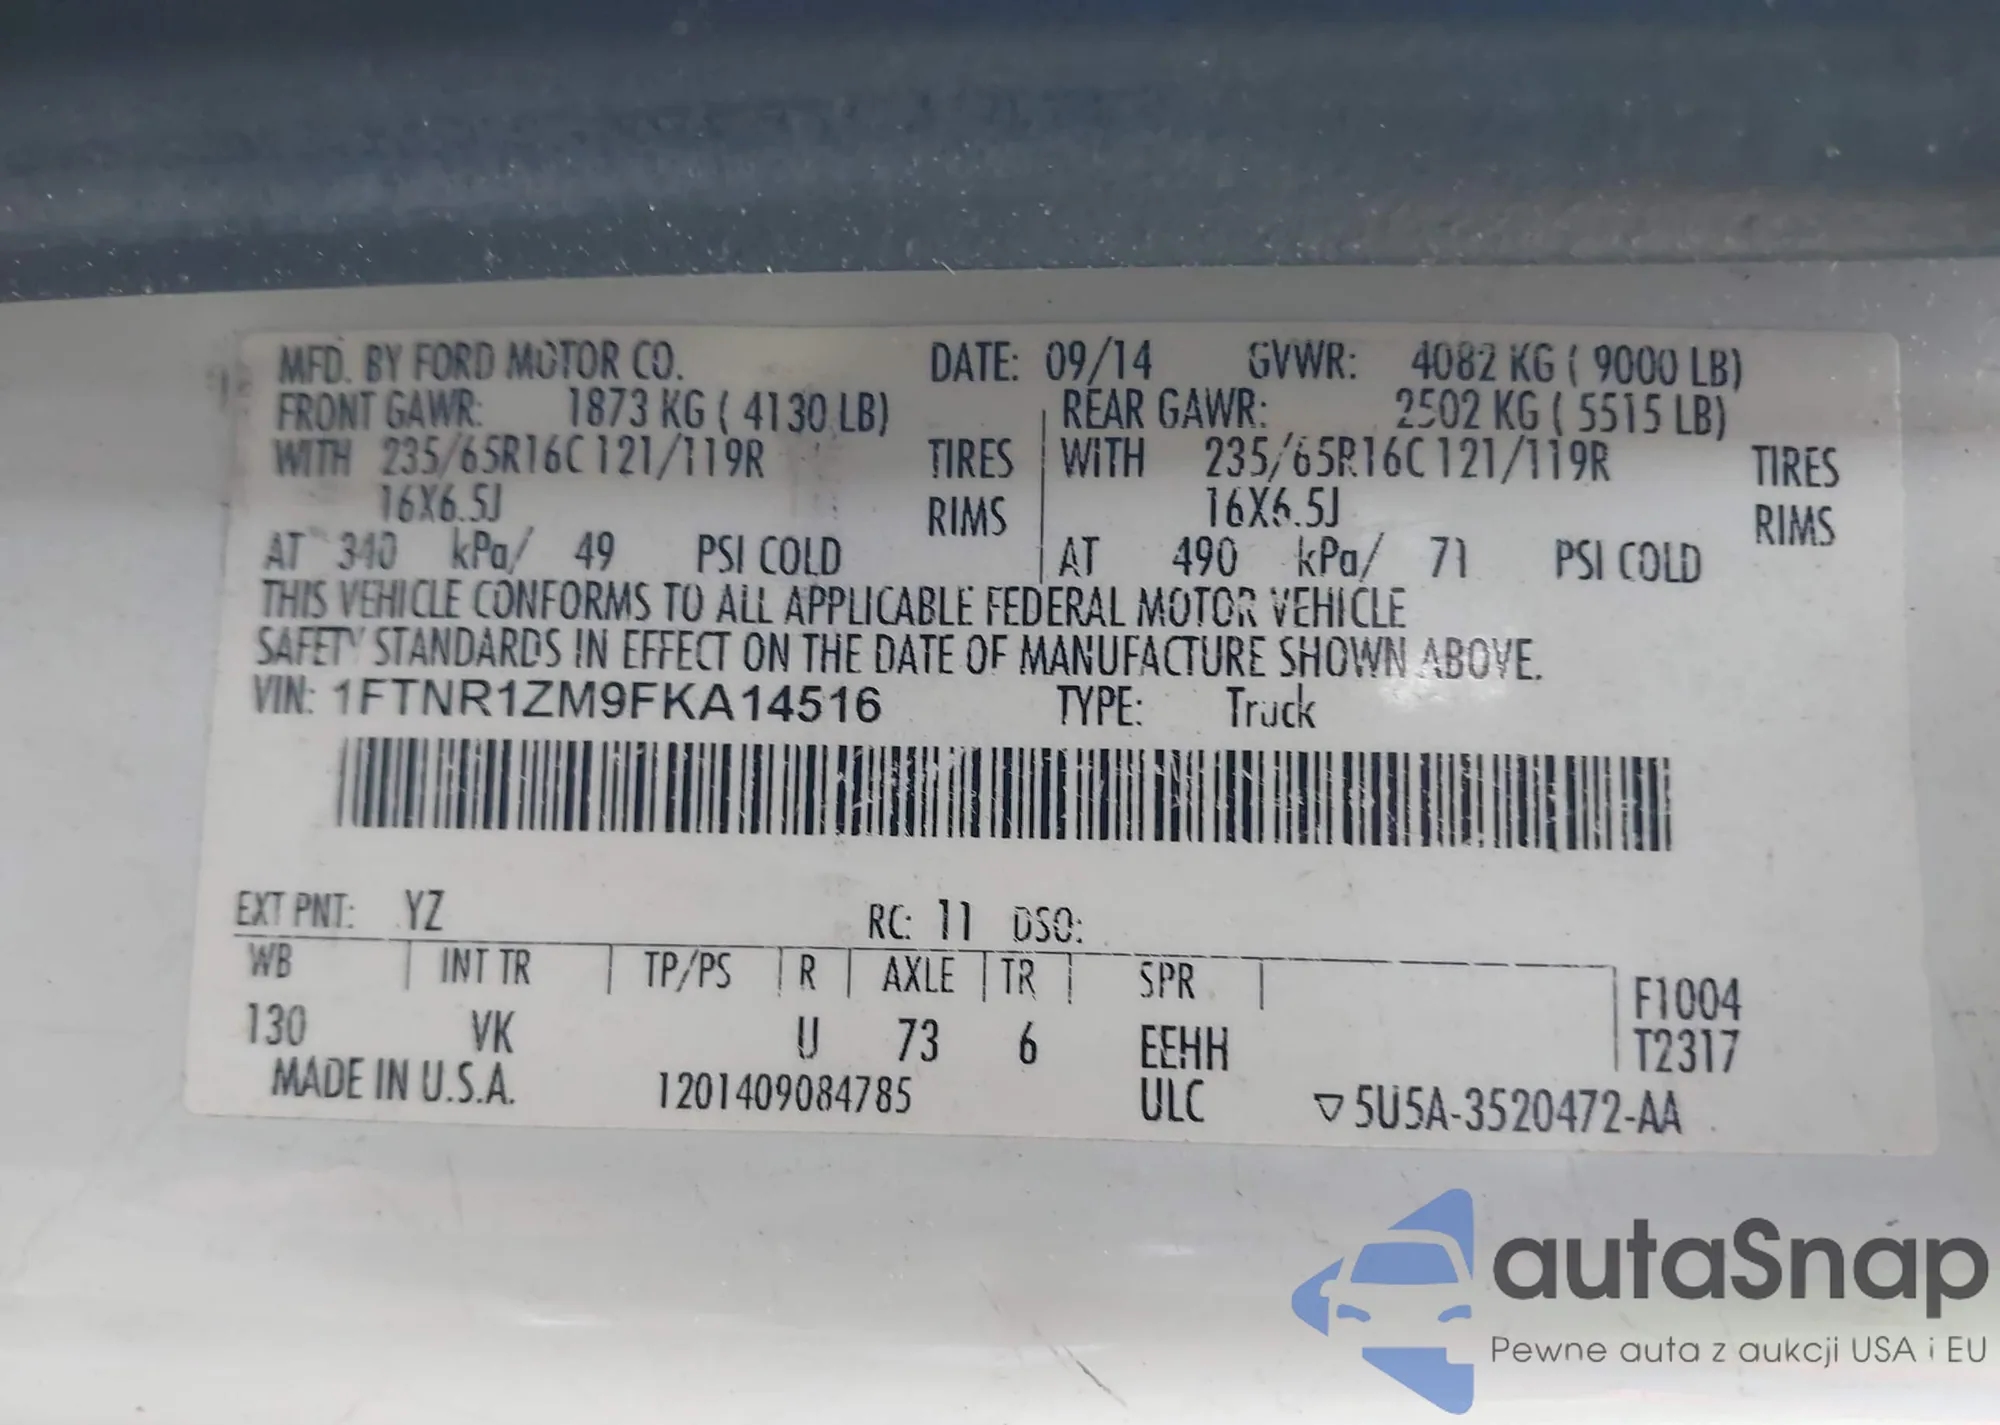 MFD. BY FORD MOTOR CO. DATE: 09/14 GVWR: 4082 KG ( 9000 LB)
FRONT GAWR: 1873 KG ( 4130 LB) REAR GAWR: 2502 KG ( 5515 LB)
WITH 235/65R16C 121/119R TIRES WITH 235/65R16C 121/119R TIRES
16X6.5J RIMS 16X6.5J RIMS
AT 340 kPa/ 49 PSI COLD AT 490 kPa/ 71 PSI COLD
THIS VEHICLE CONFORMS TO ALL APPLICABLE FEDERAL MOTOR VEHICLE
SAFETY STANDARDS IN EFFECT ON THE DATE OF MANUFACTURE SHOWN ABOVE.
VIN: 1FTNR1ZM9FKA14516 TYPE: Truck
EXT PNT: YZ RC: 11 DSO:
WB INT TR TP/PS R AXLE TR SPR F1004
130 VK U 73 6 EEHH T2317
MADE IN U.S.A. 1201409084785 ULC ▽5U5A-3520472-AA
autaSnap
Pewne auta z aukcji USA i EU